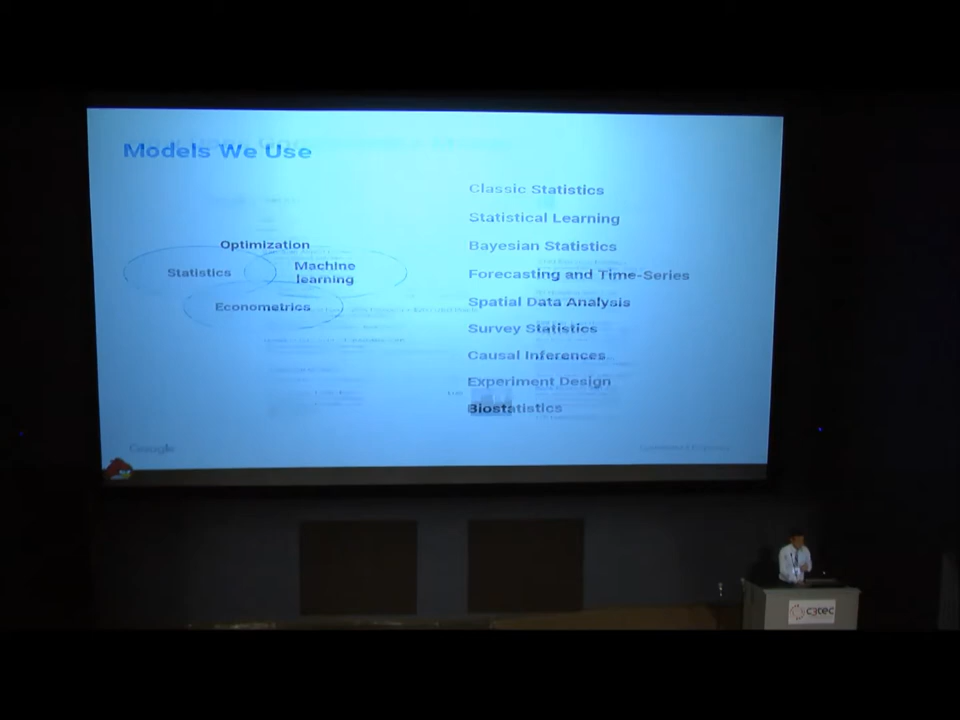 Models We Use
Optimization
Statistics
Machine
learning
Econometrics
Classic Statistics
Statistical Learning
Bayesian Statistics
Forecasting and Time-Series
Spatial Data Analysis
Survey Statistics
Causal Inferences
Experiment Design
Biostatistics
Google
c3tec